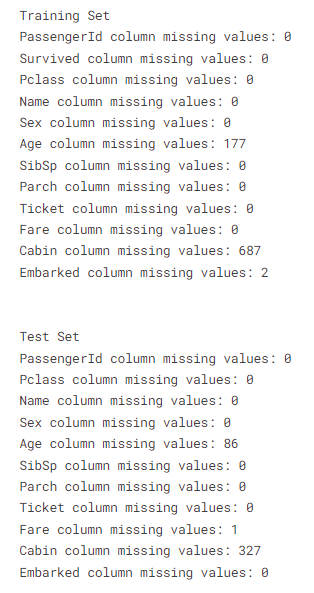 Training Set
PassengerId column missing values: 0
Survived column missing values: 0
Pclass column missing values: 0
Name column missing values: 0
Sex column missing values: 0
Age column missing values: 177
SibSp column missing values: 0
Parch column missing values: 0
Ticket column missing values: 0
Fare column missing values: 0
Cabin column missing values: 687
Embarked column missing values: 2
Test Set
PassengerId column missing values: 0
Pclass column missing values: 0
Name column missing values: 0
Sex column missing values: 0
Age column missing values: 86
SibSp column missing values: 0
Parch column missing values: 0
Ticket column missing values: 0
Fare column missing values: 1
Cabin column missing values: 327
Embarked column missing values: 0